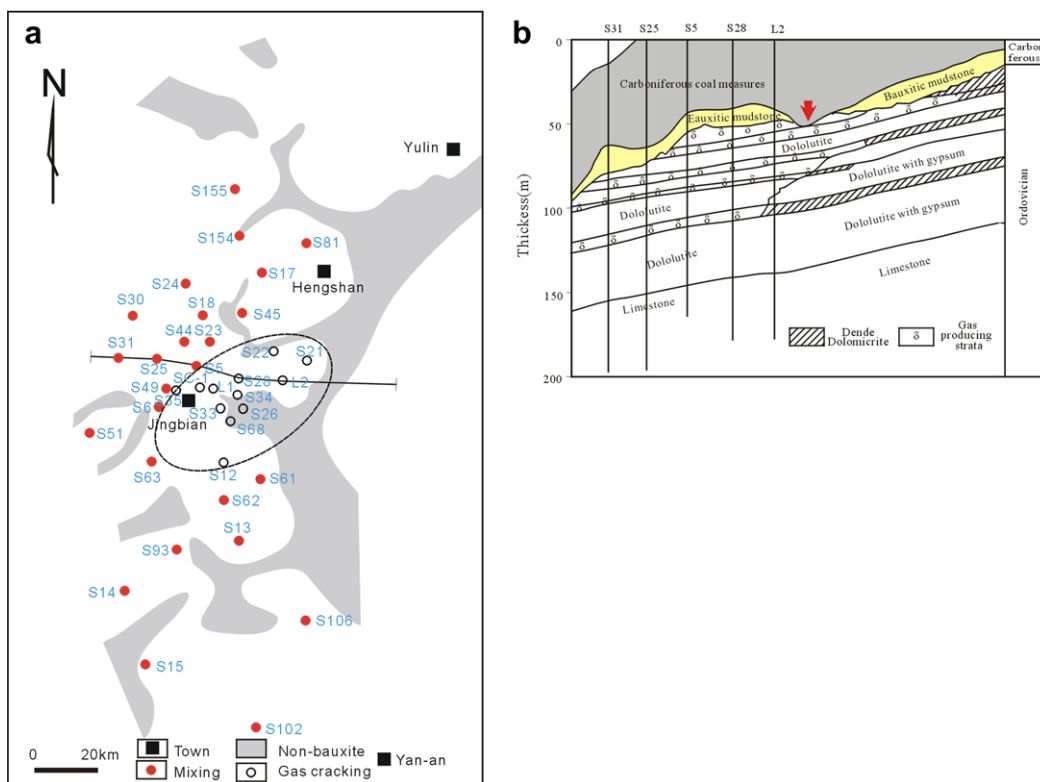 a
N
Yulin
S155
S154
S81
S17
Hengshan
S24
S30
S18
S45
S44
S23
S31
S22
S21
S25
S5
SC-1
S28
L2
S49
L1
S35
S34
S6
S33
S26
Jingbian
S68
S51
S63
S12
S61
S62
S13
S93
S14
S106
S15
S102
0 20km
Town
Non-bauxite
Yan-an
Mixing
Gas cracking
b
S31 S25 S5 S28 L2
0
50
100
150
200
Thickess(m)
Carbon
ferous
Ordovician
Carboniferous coal measures
Bauxitic mudstone
Eauxitic mudstone
Dololutite
Dololutite with gypsum
Dololutite
Dololutite with gypsum
Dololutite
Limestone
Limestone
Dende
Dolomicrite
δ
Gas
producing
strata